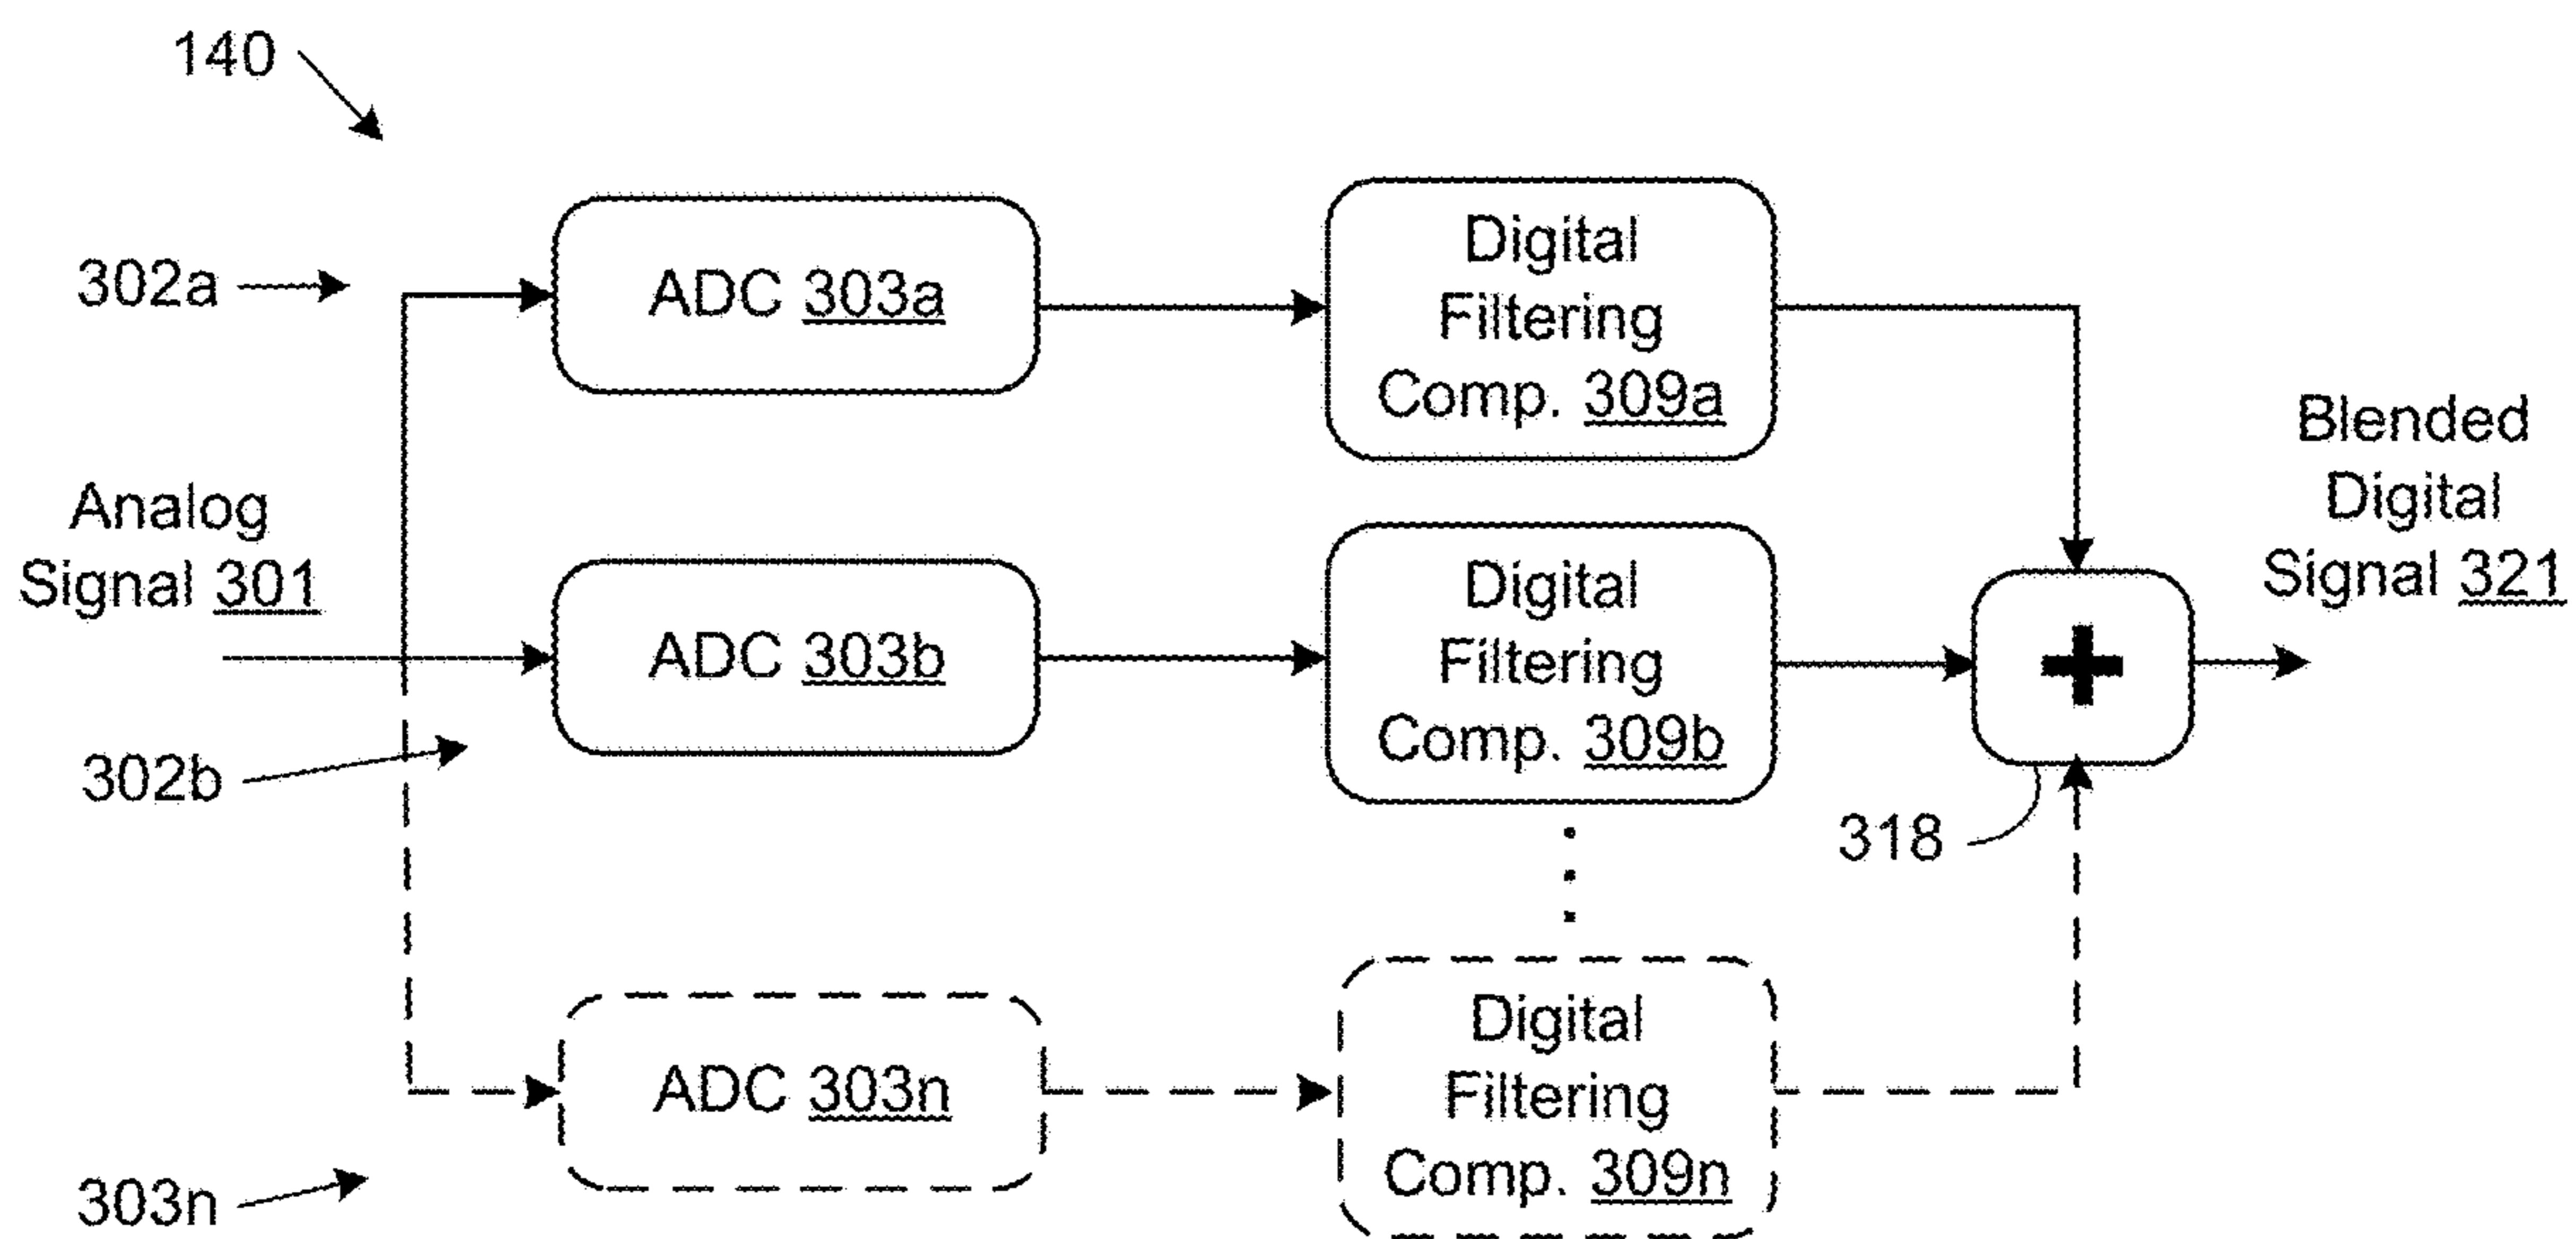 140
302a
ADC 303a
Digital
Filtering
Comp. 309a
Analog
Signal 301
ADC 303b
Digital
Filtering
Comp. 309b
Blended
Digital
Signal 321
+
302b
318
303n
ADC 303n
Digital
Filtering
Comp. 309n